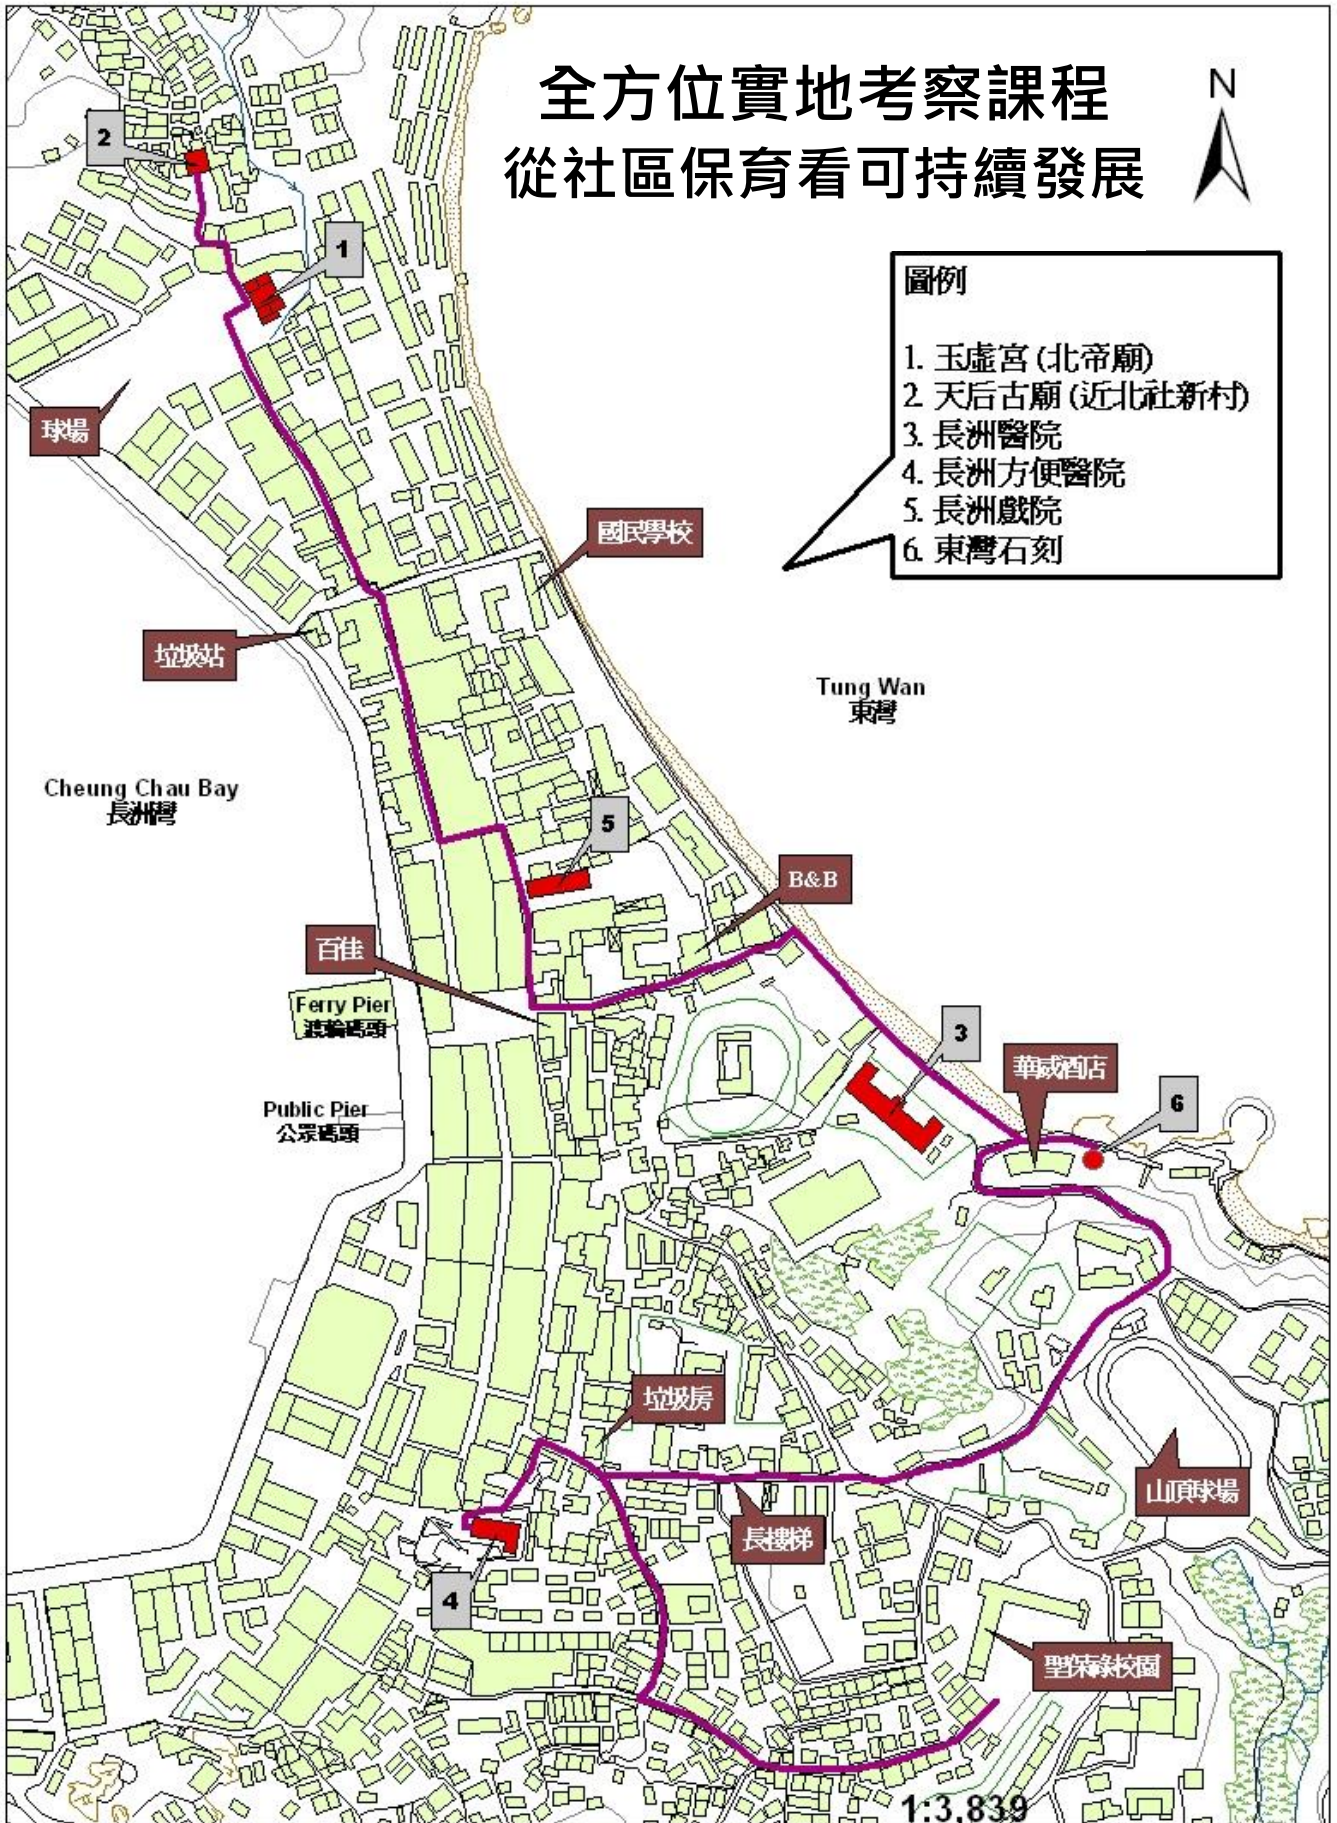 全方位實地考察課程
從社區保育看可持續發展
N
2
1
圖例
1. 玉虛宮 (北帝廟)
2. 天后古廟 (近北社新村)
3. 長洲醫院
4. 長洲方便醫院
5. 長洲戲院
6. 東灣石刻
球場
國民學校
垃圾站
Tung Wan
東灣
Cheung Chau Bay
長洲灣
5
B&B
百佳
Ferry Pier
渡輪碼頭
3
華威酒店
6
Public Pier
公眾碼頭
垃圾房
山頂球場
長樓梯
4
聖保祿校園
1:3,839